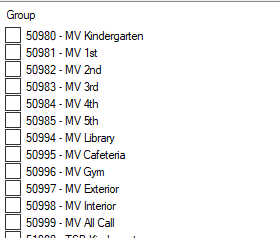 Group
50980 - MV Kindergarten
50981 - MV 1st
50982 - MV 2nd
50983 - MV 3rd
50984 - MV 4th
50985 - MV 5th
50994 - MV Library
50995 - MV Cafeteria
50996 - MV Gym
50997 - MV Exterior
50998 - MV Interior
50999 - MV All Call